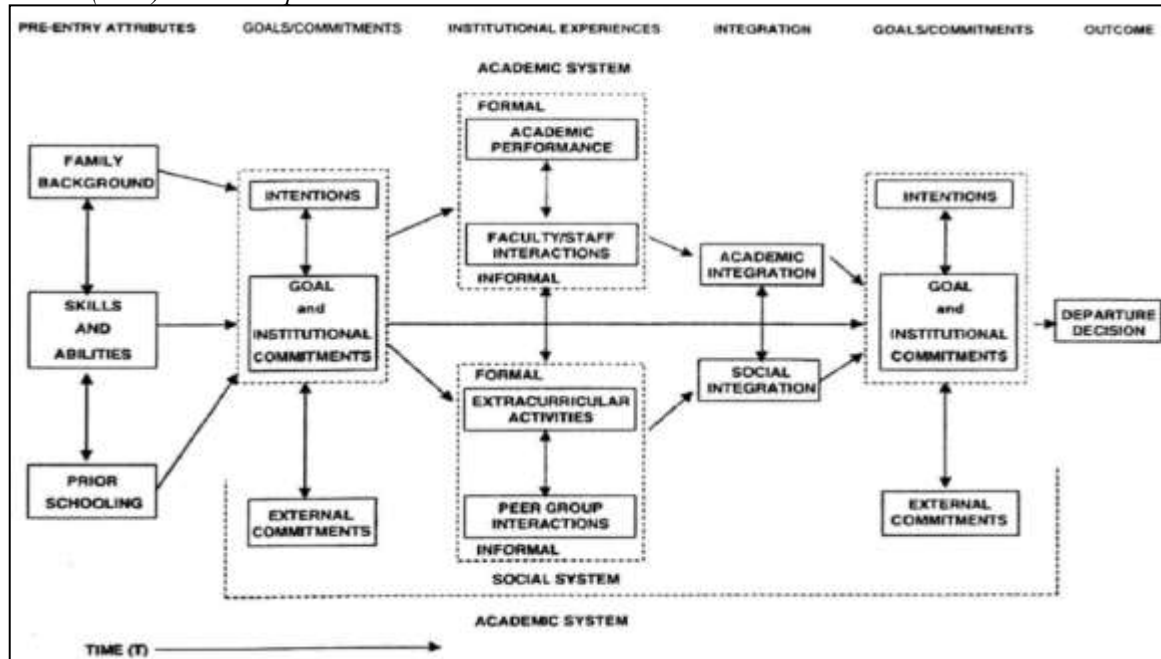 PRE-ENTRY ATTRIBUTES
GOALS/COMMITMENTS
INSTITUTIONAL EXPERIENCES
INTEGRATION
GOALS/COMMITMENTS
OUTCOME
ACADEMIC SYSTEM
FORMAL
ACADEMIC
PERFORMANCE
FAMILY
BACKGROUND
INTENTIONS
INTENTIONS
FACULTY/STAFF
INTERACTIONS
INFORMAL
ACADEMIC
INTEGRATION
SKILLS
AND
ABILITIES
GOAL
and
INSTITUTIONAL
COMMITMENTS
GOAL
and
INSTITUTIONAL
COMMITMENTS
DEPARTURE
DECISION
FORMAL
EXTRACURRICULAR
ACTIVITIES
SOCIAL
INTEGRATION
PRIOR
SCHOOLING
EXTERNAL
COMMITMENTS
PEER GROUP
INTERACTIONS
INFORMAL
EXTERNAL
COMMITMENTS
SOCIAL SYSTEM
ACADEMIC SYSTEM
TIME (T)